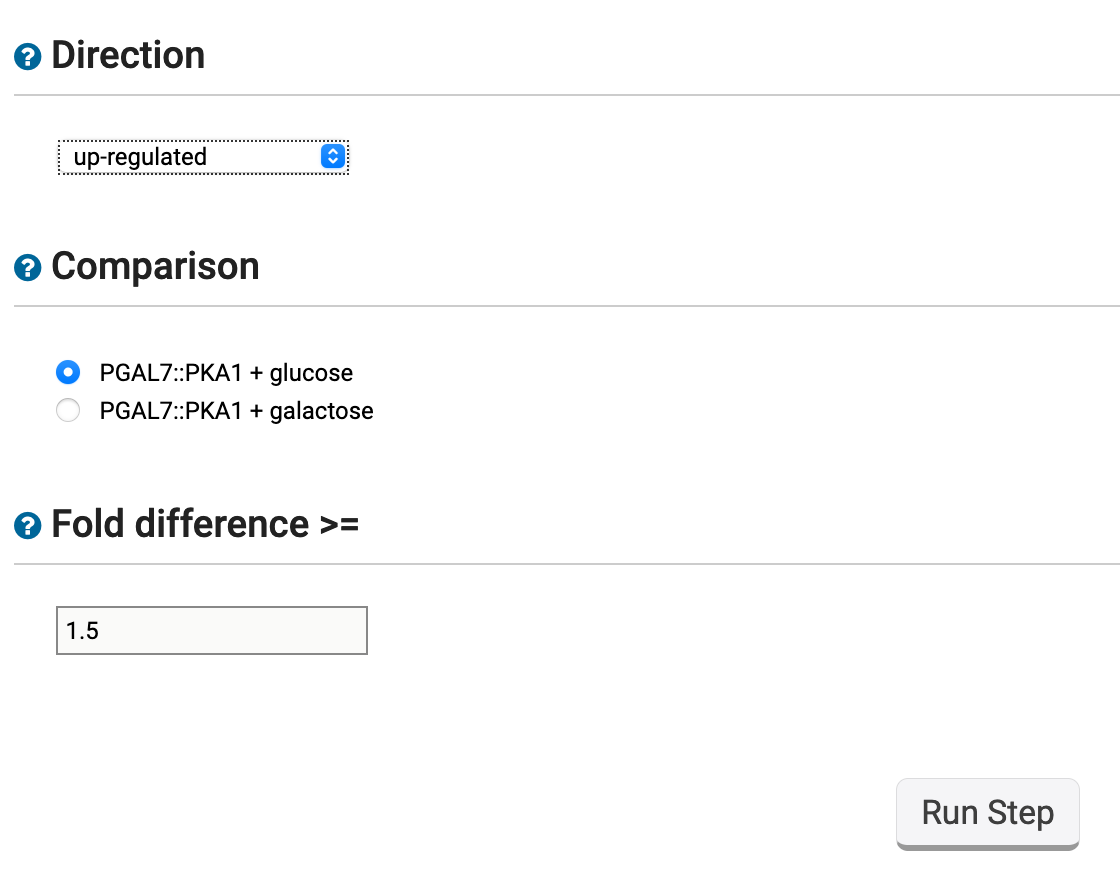 ? Direction
up-regulated
? Comparison
PGAL7::PKA1 + glucose
PGAL7::PKA1 + galactose
? Fold difference >=
1.5
Run Step